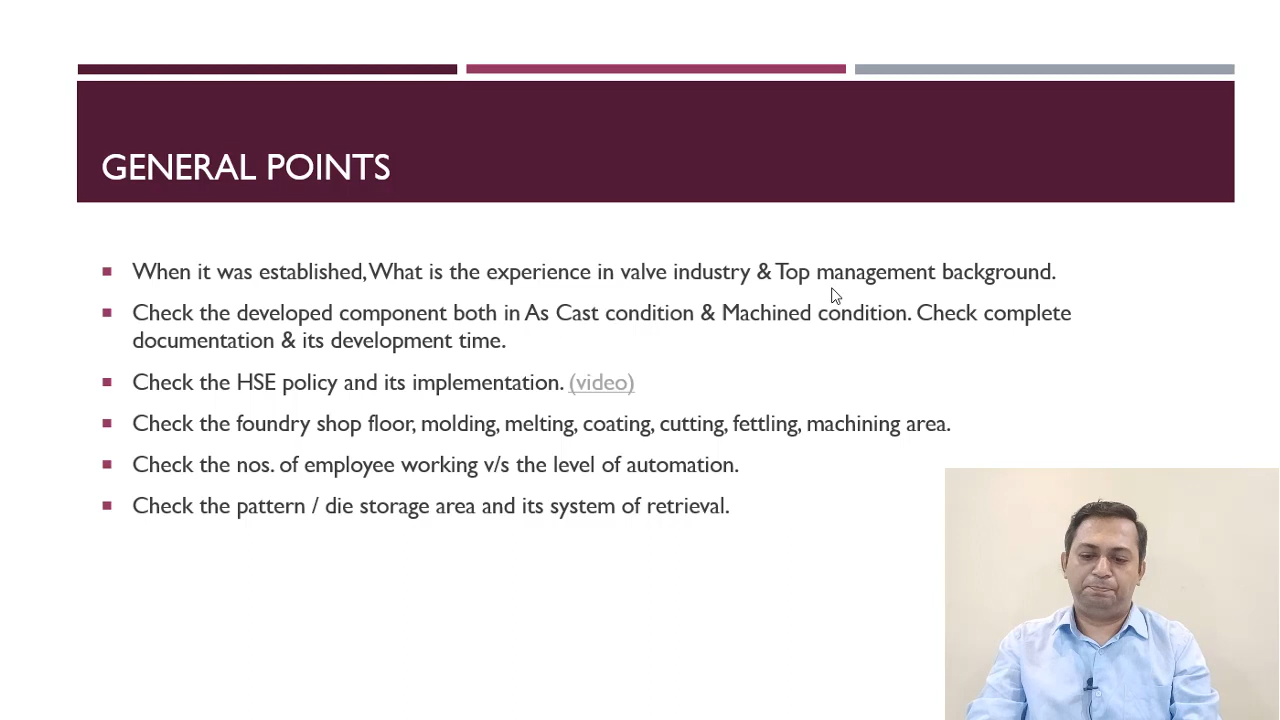 GENERAL POINTS
When it was established, What is the experience in valve industry & Top management background.
Check the developed component both in As Cast condition & Machined condition. Check complete
documentation & its development time.
Check the HSE policy and its implementation. (video)
Check the foundry shop floor, molding, melting, coating, cutting, fettling, machining area.
Check the nos. of employee working v/s the level of automation.
Check the pattern / die storage area and its system of retrieval.